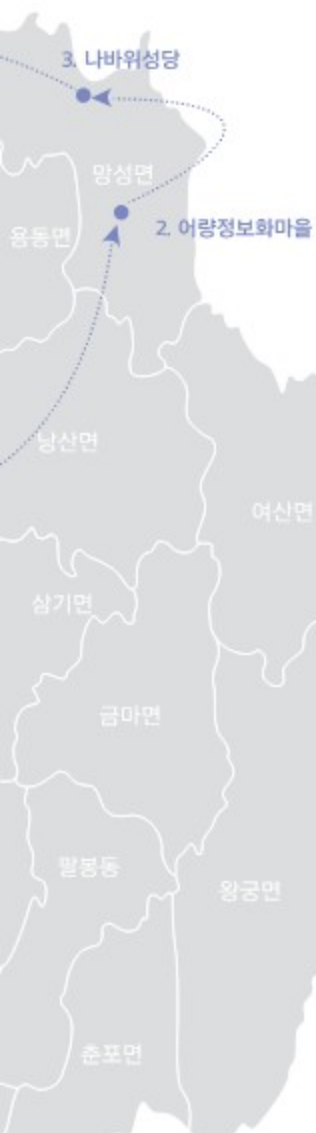 3. 나바위성당
망성면
용동면
2. 어량정보화마을
낭산면
여산면
삼기면
금마면
팔봉동
왕궁면
춘포면